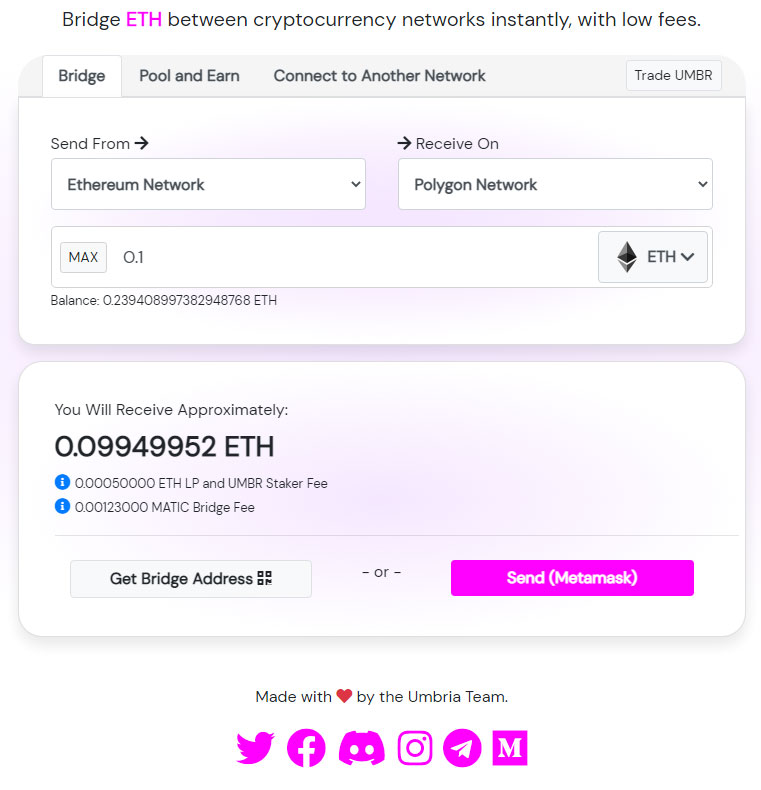 Bridge ETH between cryptocurrency networks instantly, with low fees.
Bridge Pool and Earn Connect to Another Network Trade UMBR
Send From → → Receive On
Ethereum Network Polygon Network
MAX 0.1 ETH
Balance: 0.239408997382948768 ETH
You Will Receive Approximately:
0.09949952 ETH
0.00050000 ETH LP and UMBR Staker Fee
0.00123000 MATIC Bridge Fee
Get Bridge Address - or - Send (Metamask)
Made with ❤ by the Umbria Team.
M